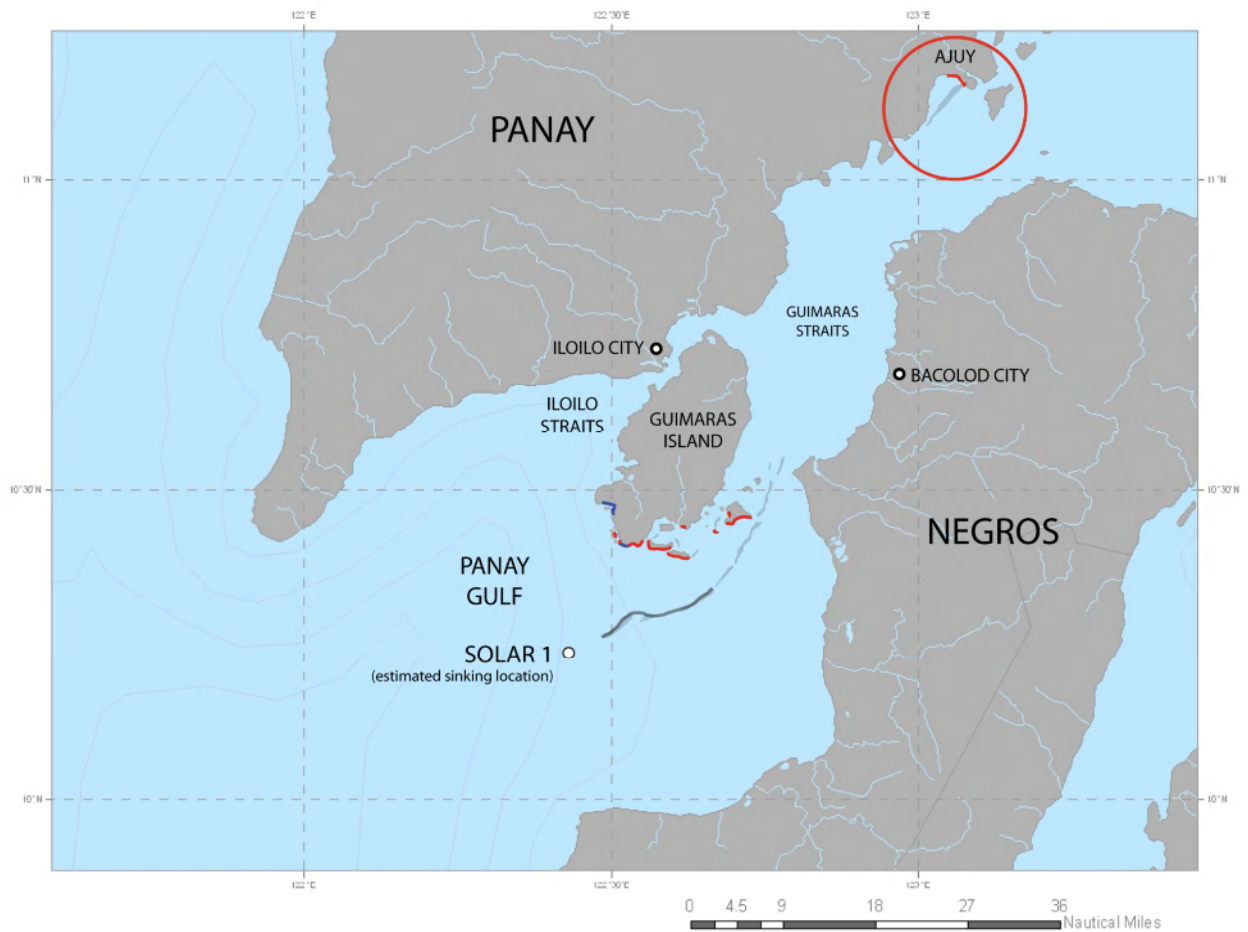 122°E
122°30'E
123°E
AJUY
PANAY
11°N
11°N
GUIMARAS
STRAITS
ILOILO CITY
BACOLOD CITY
ILOILO
STRAITS
GUIMARAS
ISLAND
10°30'N
10°30'N
NEGROS
PANAY
GULF
SOLAR 1
(estimated sinking location)
10°N
10°N
122°E
122°30'E
123°E
0 4.5 9 18 27 36
Nautical Miles